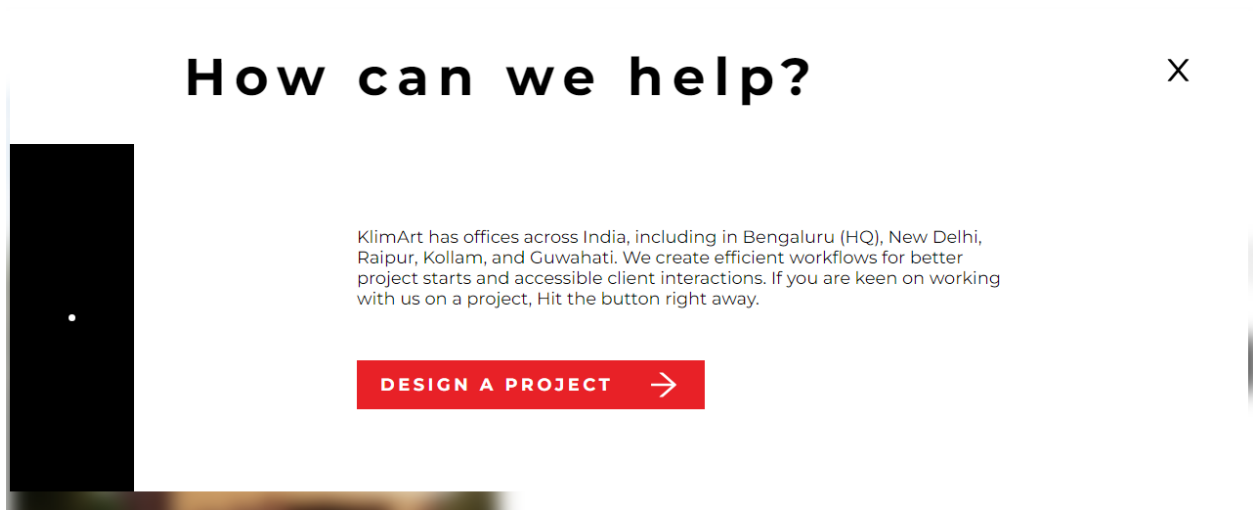 How can we help?
X
KlimArt has offices across India, including in Bengaluru (HQ), New Delhi,
Raipur, Kollam, and Guwahati. We create efficient workflows for better
project starts and accessible client interactions. If you are keen on working
with us on a project, Hit the button right away.
DESIGN A PROJECT